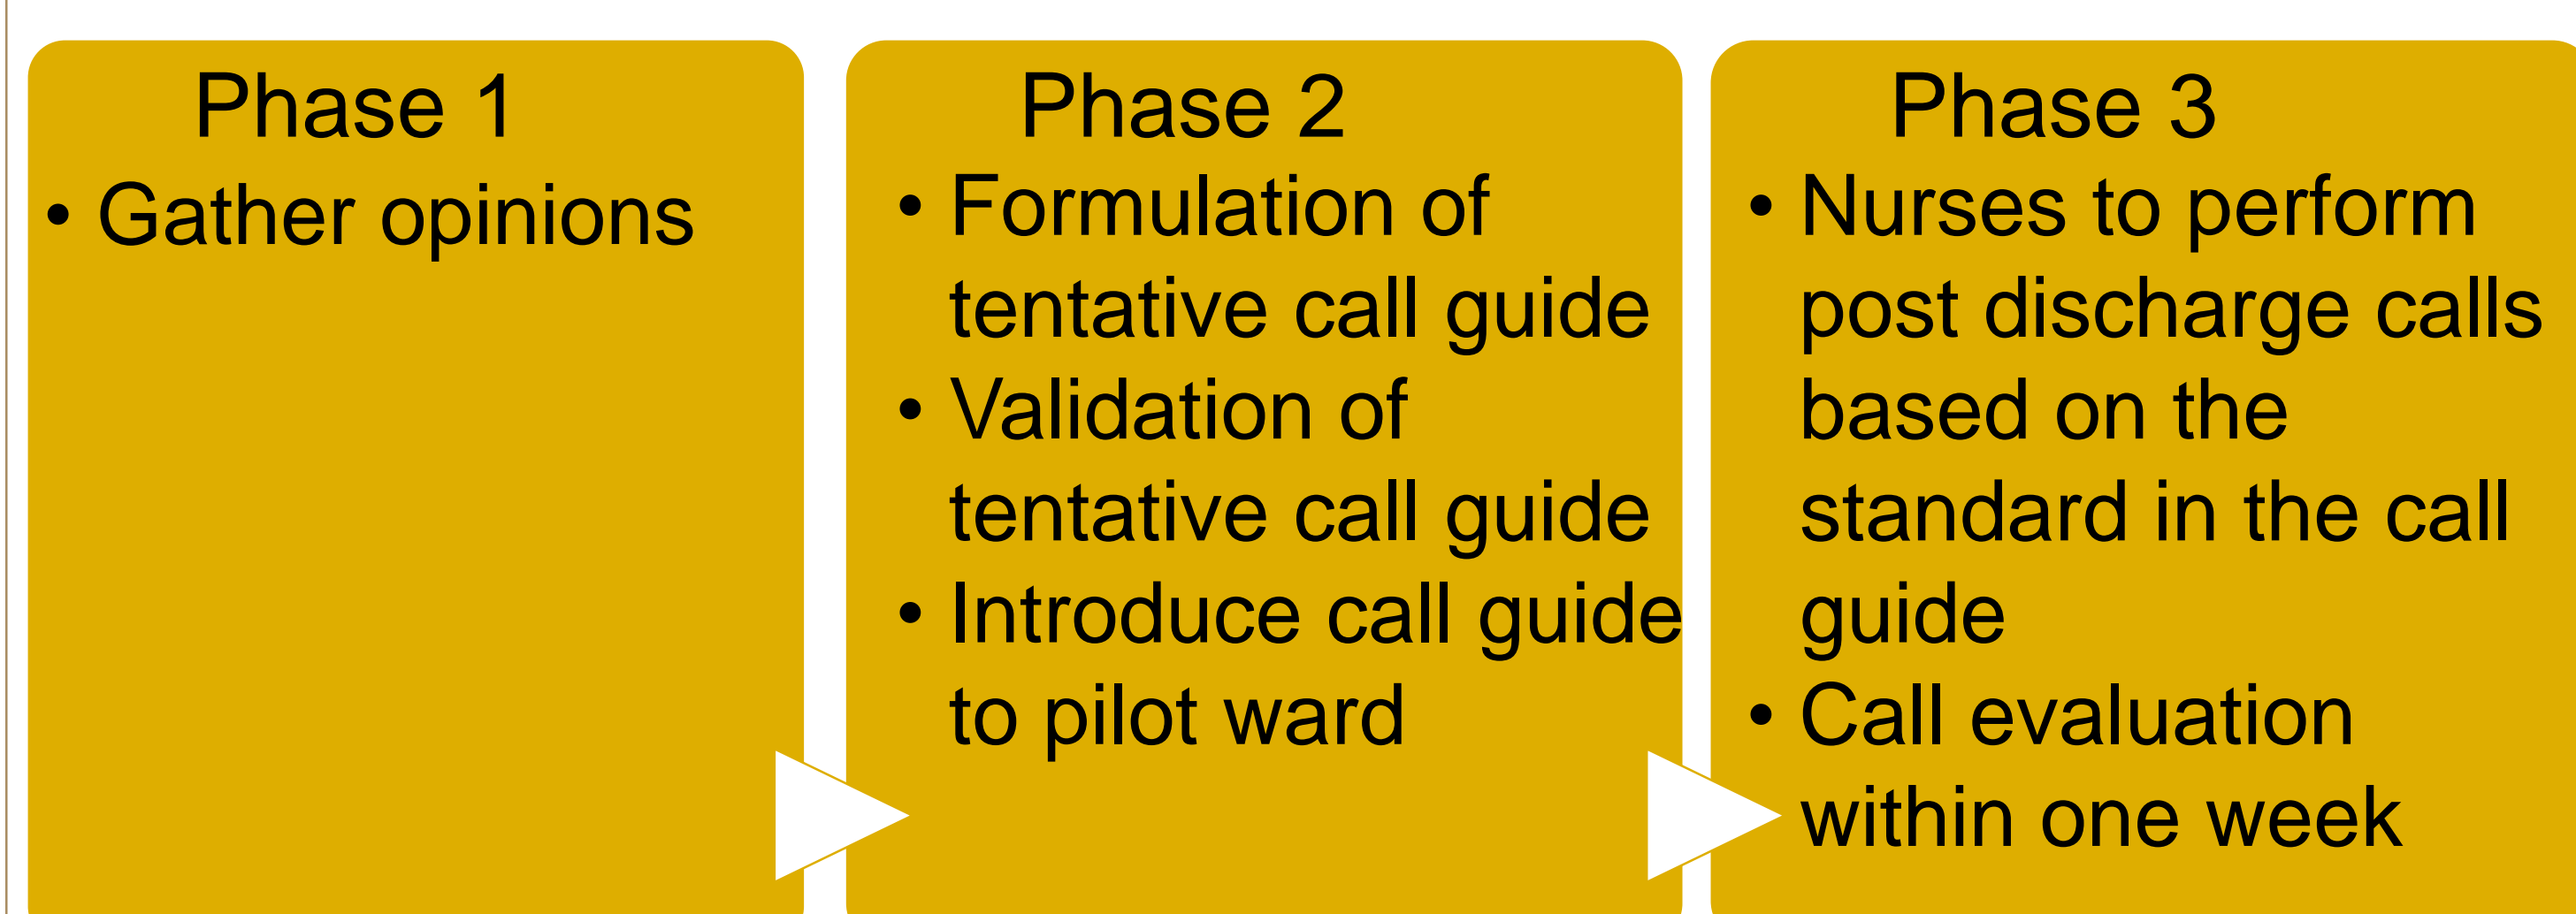 Phase 1
• Gather opinions
Phase 2
• Formulation of
tentative call guide
• Validation of
tentative call guide
• Introduce call guide
to pilot ward
Phase 3
• Nurses to perform
post discharge calls
based on the
standard in the call
guide
• Call evaluation
within one week